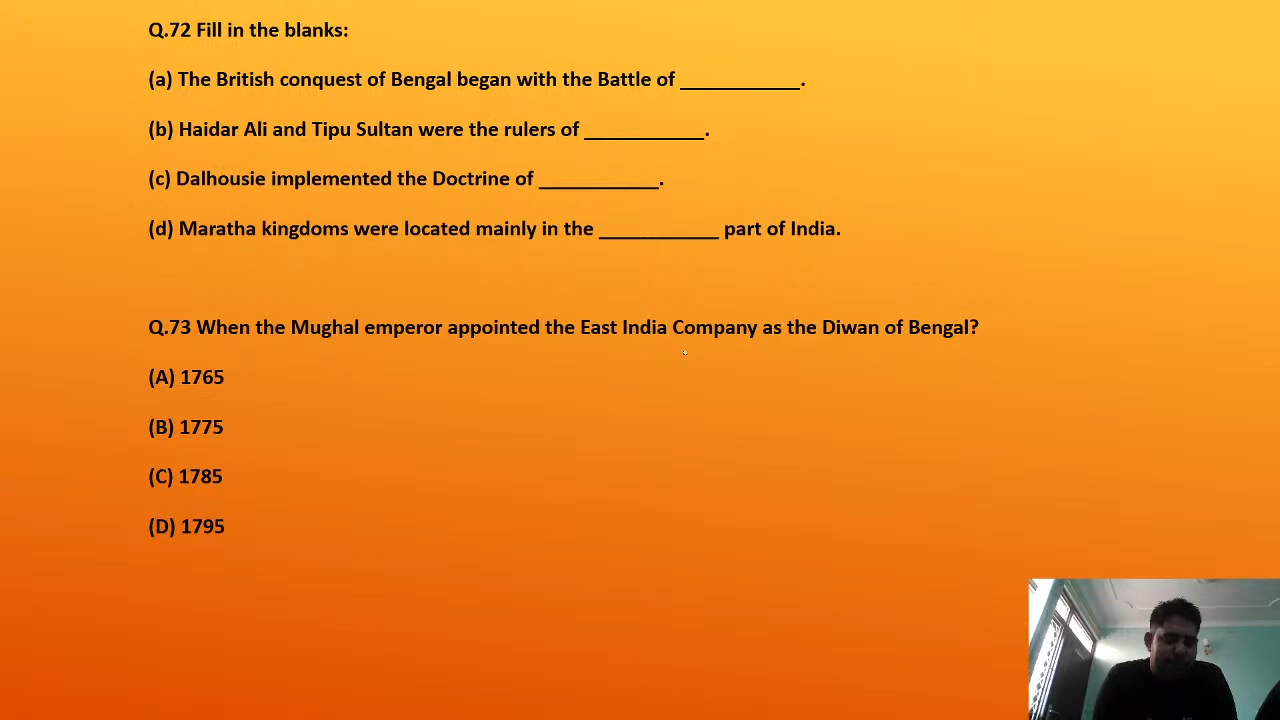 Q.72 Fill in the blanks:
(a) The British conquest of Bengal began with the Battle of ___________.
(b) Haidar Ali and Tipu Sultan were the rulers of ___________.
(c) Dalhousie implemented the Doctrine of ___________.
(d) Maratha kingdoms were located mainly in the ___________ part of India.
Q.73 When the Mughal emperor appointed the East India Company as the Diwan of Bengal?
(A) 1765
(B) 1775
(C) 1785
(D) 1795